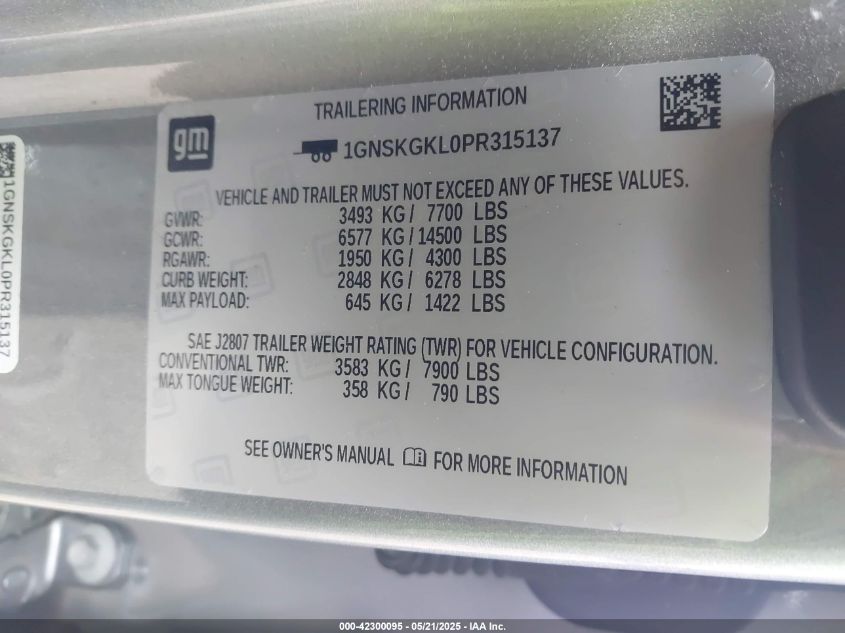 gm
TRAILERING INFORMATION
1GNSKGKL0PR315137
VEHICLE AND TRAILER MUST NOT EXCEED ANY OF THESE VALUES.
GVWR: 3493 KG / 7700 LBS
GCWR: 6577 KG / 14500 LBS
RGAWR: 1950 KG / 4300 LBS
CURB WEIGHT: 2848 KG / 6278 LBS
MAX PAYLOAD: 645 KG / 1422 LBS
SAE J2807 TRAILER WEIGHT RATING (TWR) FOR VEHICLE CONFIGURATION.
CONVENTIONAL TWR: 3583 KG / 7900 LBS
MAX TONGUE WEIGHT: 358 KG / 790 LBS
SEE OWNER'S MANUAL FOR MORE INFORMATION
1GNSKGKL0PR315137
000-42300095 - 05/21/2025 - IAA Inc.